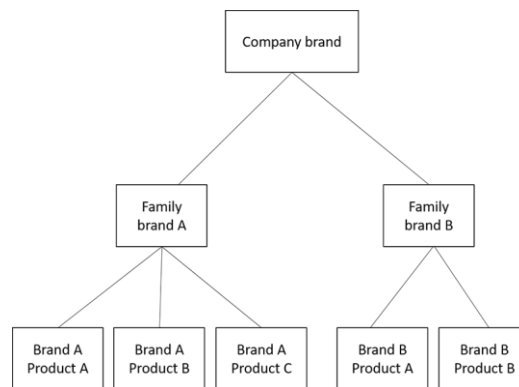 Company brand
Family
brand A
Family
brand B
Brand A
Product A
Brand A
Product B
Brand A
Product C
Brand B
Product A
Brand B
Product B